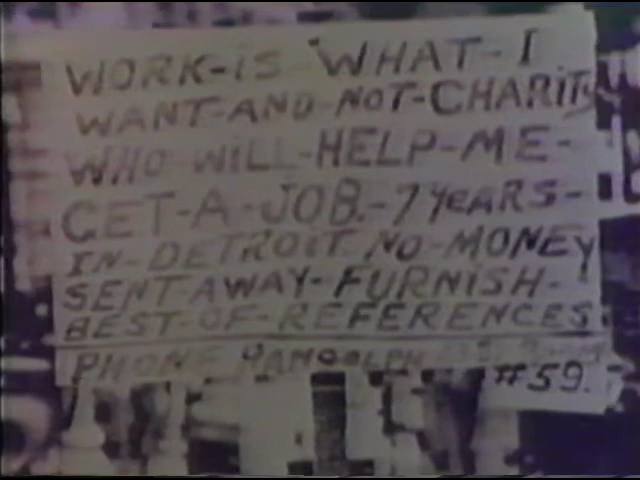 WORK-IS WHAT-I
WANT-AND-NOT-CHARITY
WHO-WILL-HELP-ME-
GET-A-JOB.-7 YEARS-
IN-DETROIT. NO-MONEY
SENT AWAY-FURNISH-
BEST-OF-REFERENCES
PHONE RANDOLPH
#59.